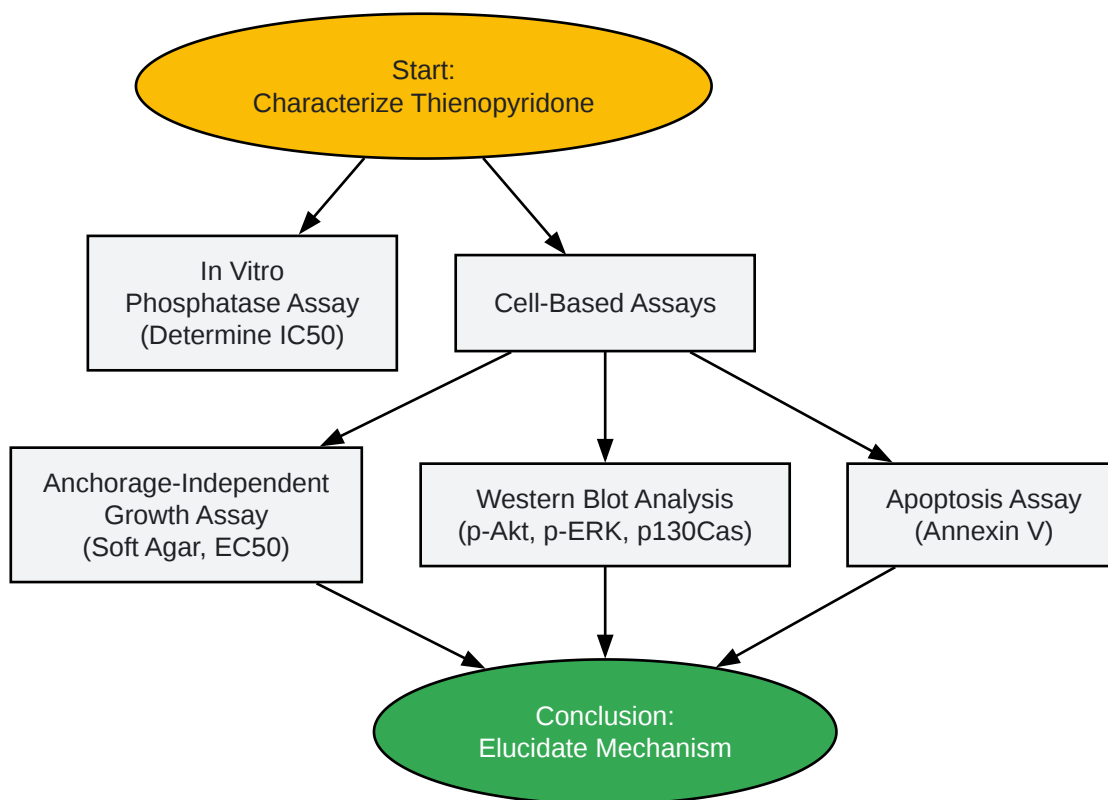 Start:
Characterize Thienopyridone
In Vitro
Phosphatase Assay
(Determine IC50)
Cell-Based Assays
Anchorage-Independent
Growth Assay
(Soft Agar, EC50)
Western Blot Analysis
(p-Akt, p-ERK, p130Cas)
Apoptosis Assay
(Annexin V)
Conclusion:
Elucidate Mechanism